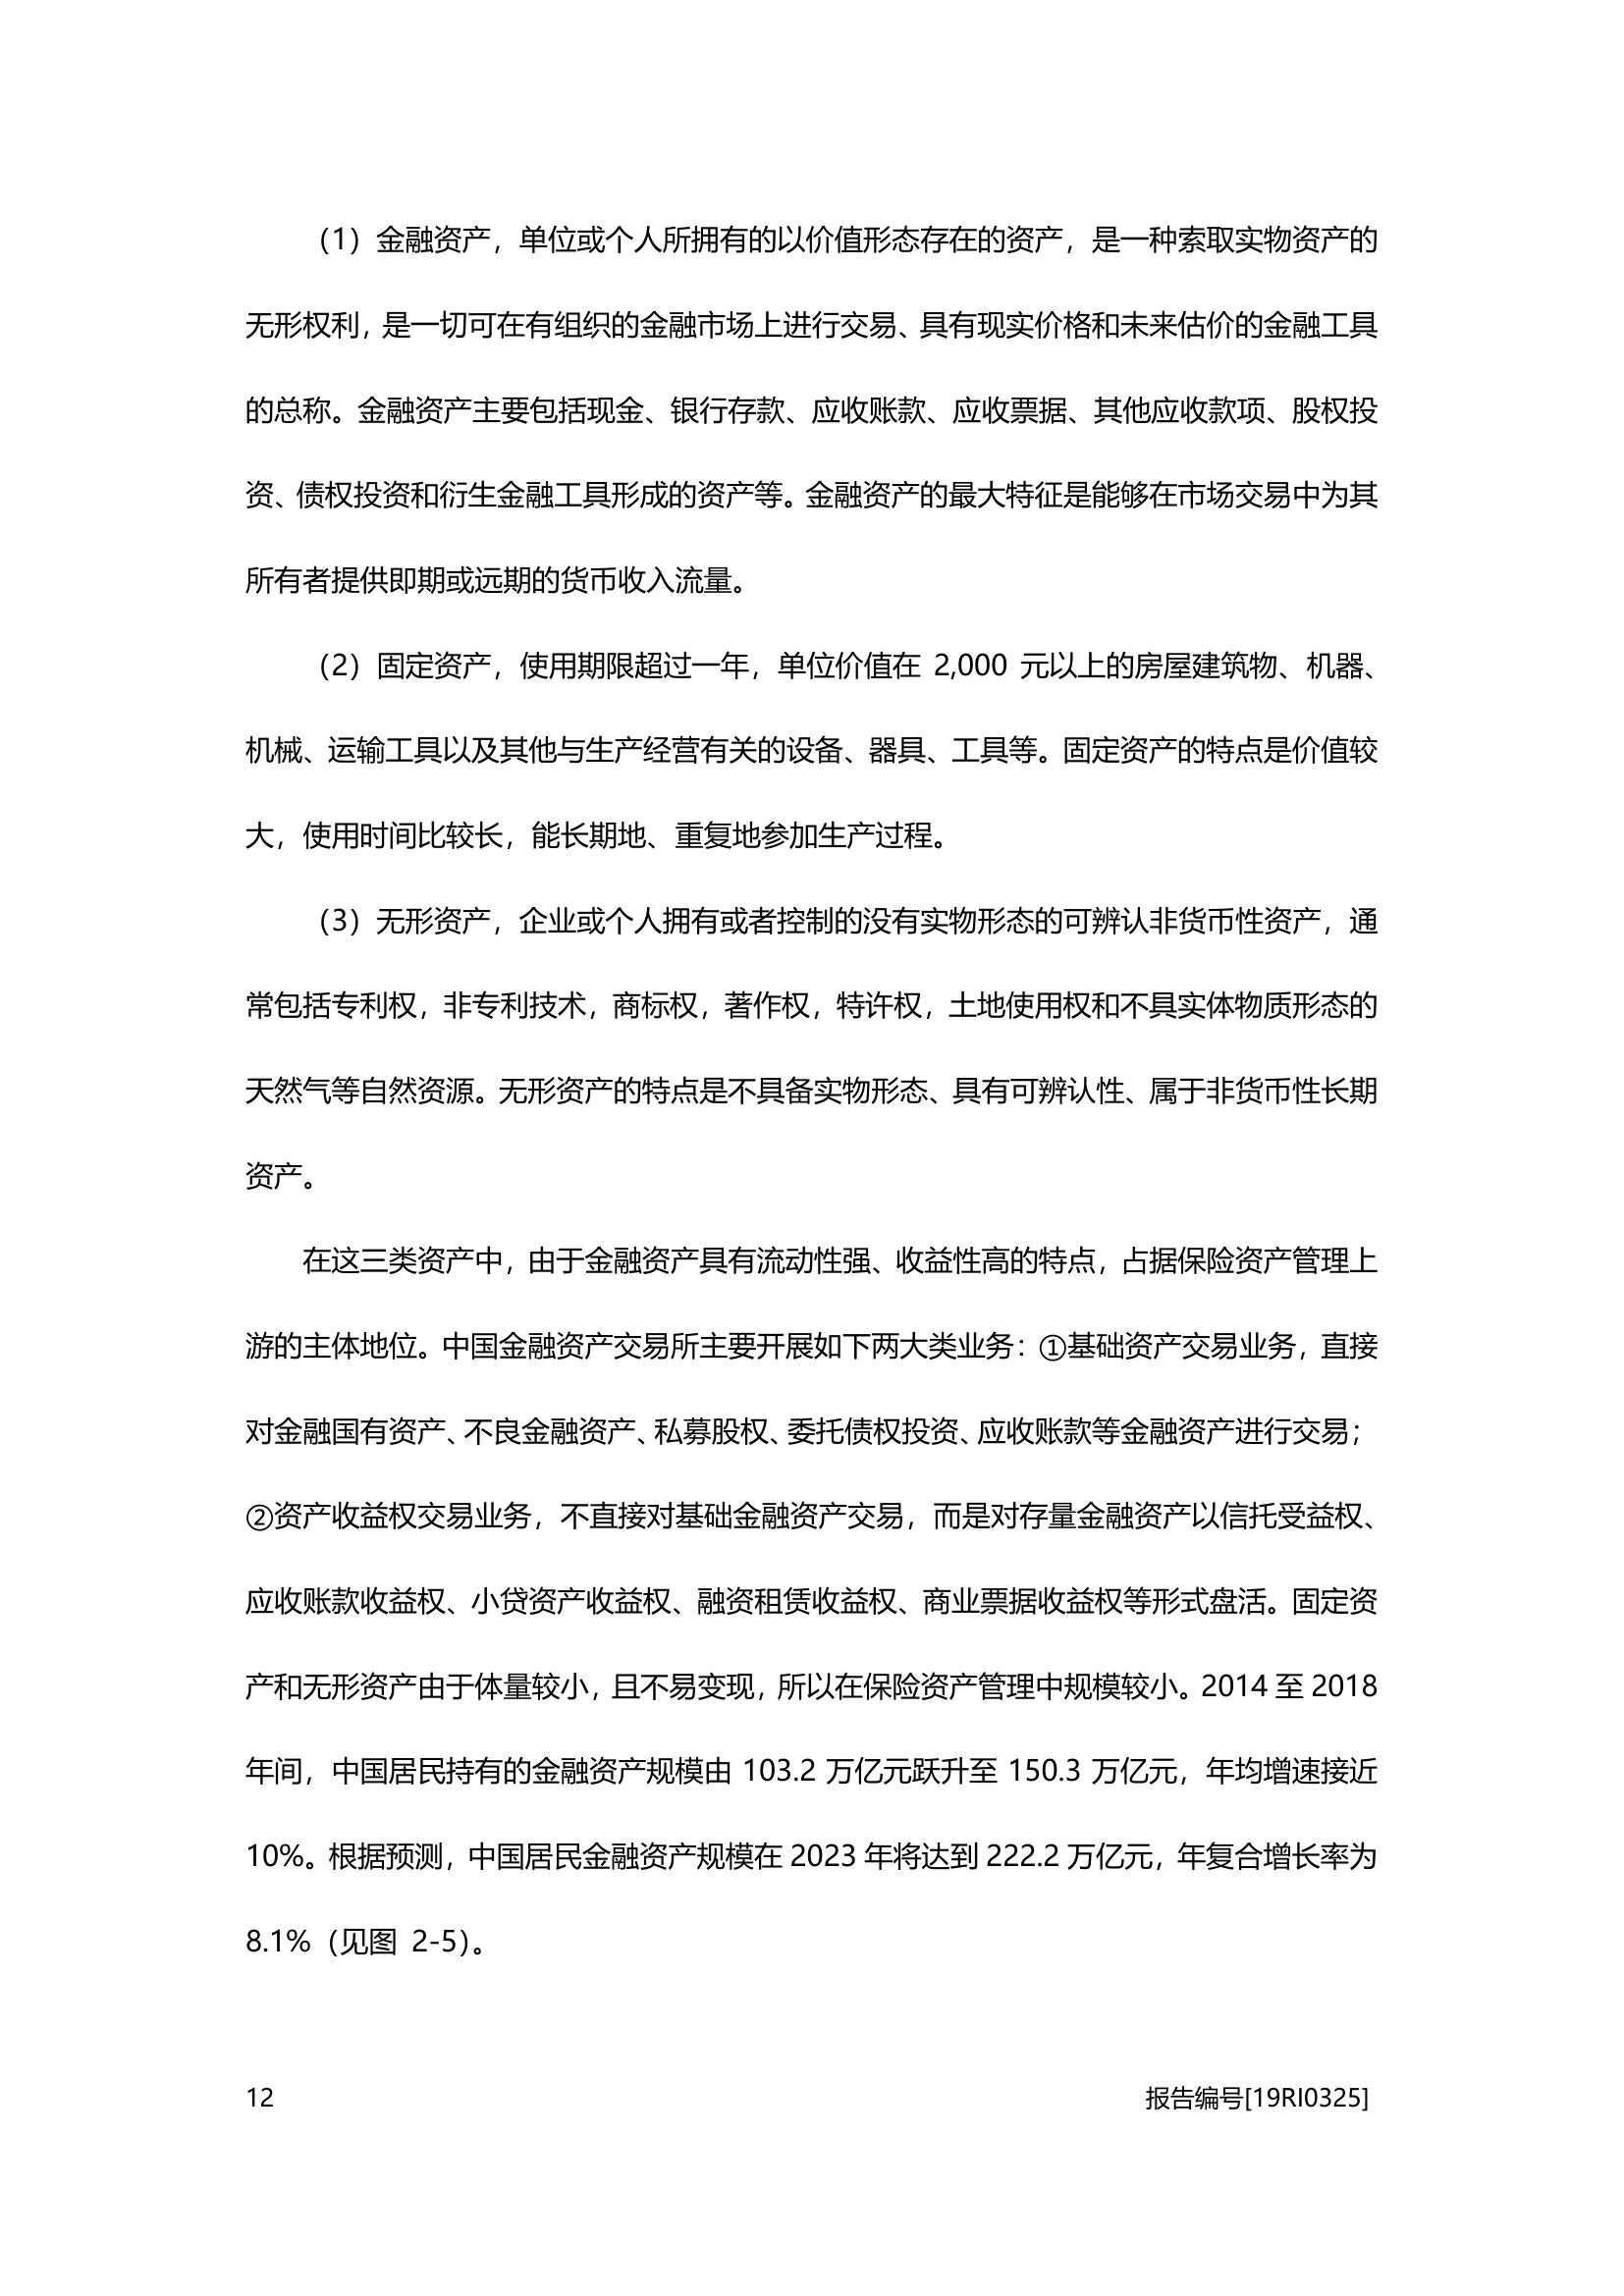 （1）金融资产，单位或个人所拥有的以价值形态存在的资产，是一种索取实物资产的
无形权利，是一切可在有组织的金融市场上进行交易、具有现实价格和未来估价的金融工具
的总称。金融资产主要包括现金、银行存款、应收账款、应收票据、其他应收款项、股权投
资、债权投资和衍生金融工具形成的资产等。金融资产的最大特征是能够在市场交易中为其
所有者提供即期或远期的货币收入流量。
（2）固定资产，使用期限超过一年，单位价值在 2,000 元以上的房屋建筑物、机器、
机械、运输工具以及其他与生产经营有关的设备、器具、工具等。固定资产的特点是价值较
大，使用时间比较长，能长期地、重复地参加生产过程。
（3）无形资产，企业或个人拥有或者控制的没有实物形态的可辨认非货币性资产，通
常包括专利权，非专利技术，商标权，著作权，特许权，土地使用权和不具实体物质形态的
天然气等自然资源。无形资产的特点是不具备实物形态、具有可辨认性、属于非货币性长期
资产。
在这三类资产中，由于金融资产具有流动性强、收益性高的特点，占据保险资产管理上
游的主体地位。中国金融资产交易所主要开展如下两大类业务：①基础资产交易业务，直接
对金融国有资产、不良金融资产、私募股权、委托债权投资、应收账款等金融资产进行交易；
②资产收益权交易业务，不直接对基础金融资产交易，而是对存量金融资产以信托受益权、
应收账款收益权、小贷资产收益权、融资租赁收益权、商业票据收益权等形式盘活。固定资
产和无形资产由于体量较小，且不易变现，所以在保险资产管理中规模较小。2014 至 2018
年间，中国居民持有的金融资产规模由 103.2 万亿元跃升至 150.3 万亿元，年均增速接近
10%。根据预测，中国居民金融资产规模在 2023 年将达到 222.2 万亿元，年复合增长率为
8.1%（见图 2-5）。
12 报告编号[19RI0325]